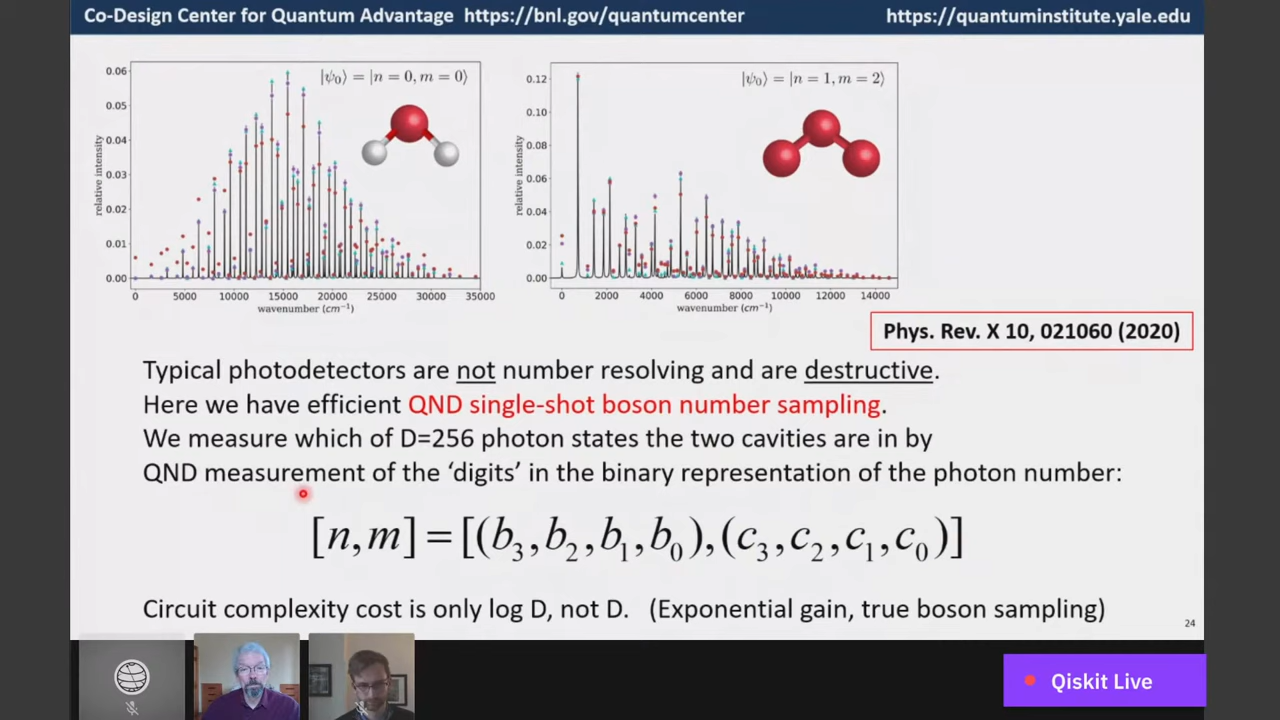 Co-Design Center for Quantum Advantage https://bnl.gov/quantumcenter https://quantuminstitute.yale.edu
|ψ₀⟩ = |n = 0, m = 0⟩
relative intensity
0.06
0.05
0.04
0.03
0.02
0.01
0.00
0 5000 10000 15000 20000 25000 30000 35000
wavenumber (cm⁻¹)
|ψ₀⟩ = |n = 1, m = 2⟩
relative intensity
0.12
0.10
0.08
0.06
0.04
0.02
0.00
0 2000 4000 6000 8000 10000 12000 14000
wavenumber (cm⁻¹)
Phys. Rev. X 10, 021060 (2020)
Typical photodetectors are not number resolving and are destructive.
Here we have efficient QND single-shot boson number sampling.
We measure which of D=256 photon states the two cavities are in by
QND measurement of the ‘digits’ in the binary representation of the photon number:
[n,m] = [(b₃,b₂,b₁,b₀),(c₃,c₂,c₁,c₀)]
Circuit complexity cost is only log D, not D. (Exponential gain, true boson sampling)
24
Qiskit Live